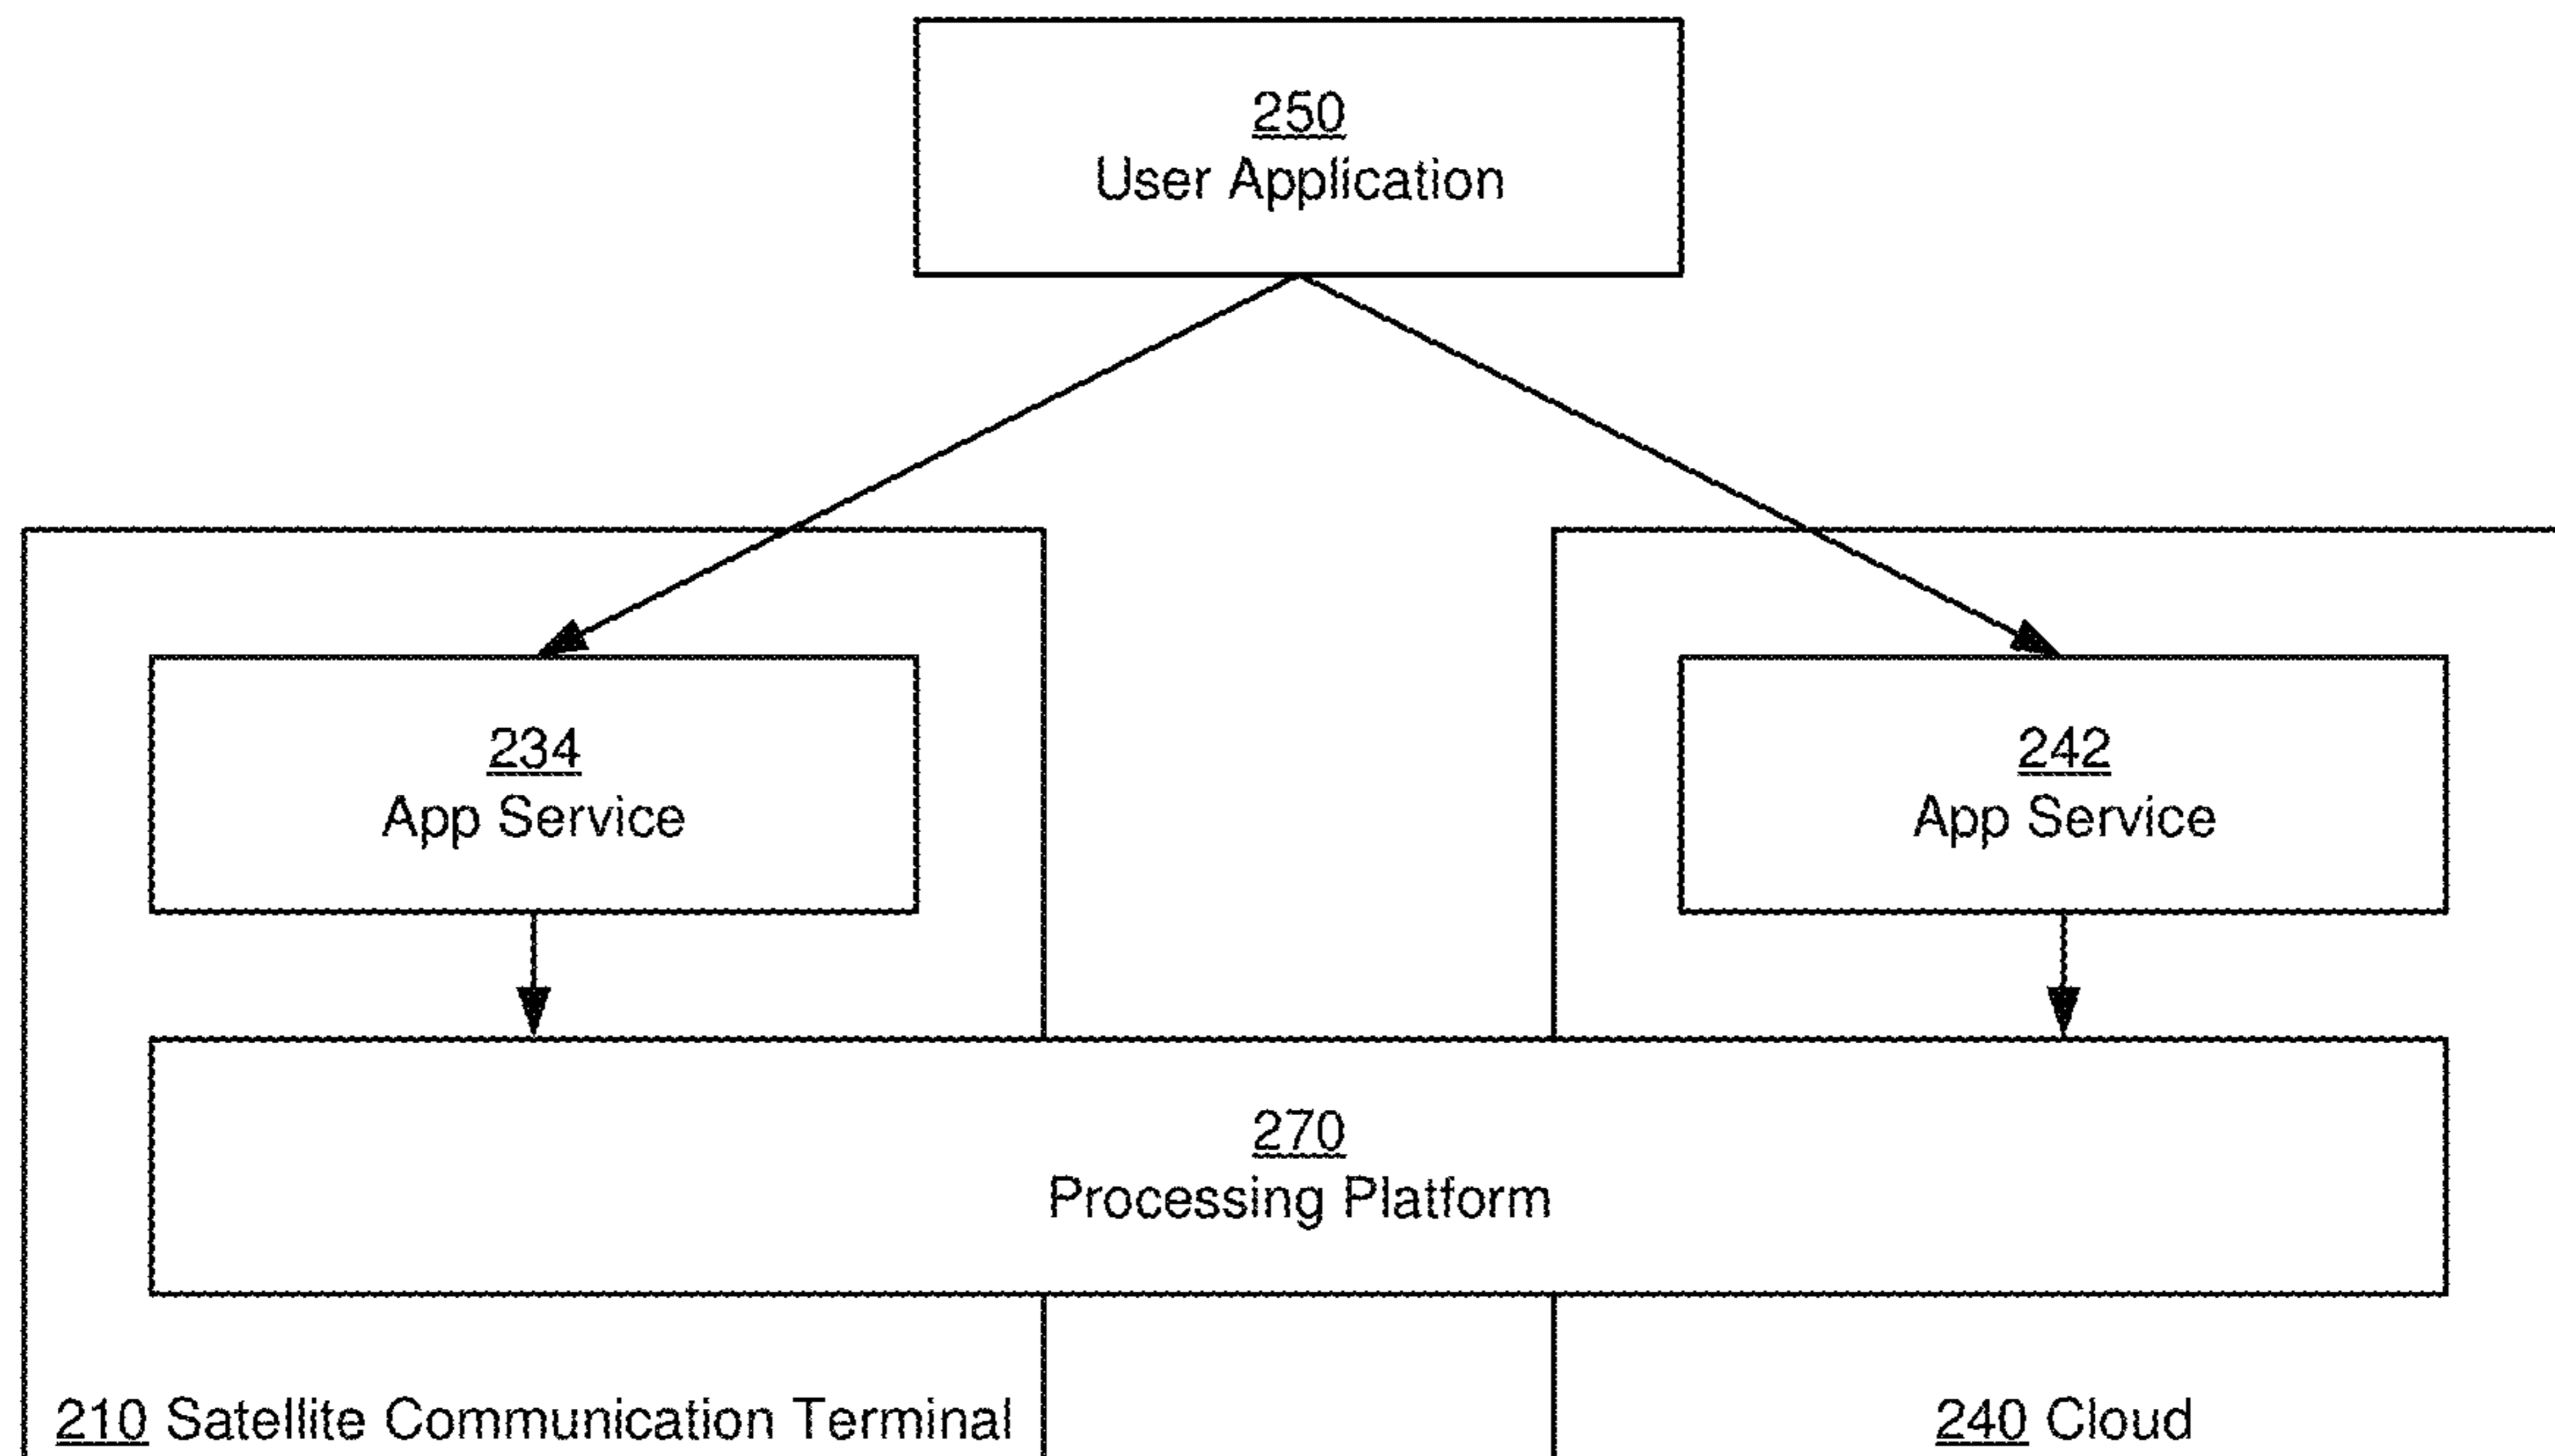 250
User Application
234
App Service
242
App Service
270
Processing Platform
210 Satellite Communication Terminal
240 Cloud